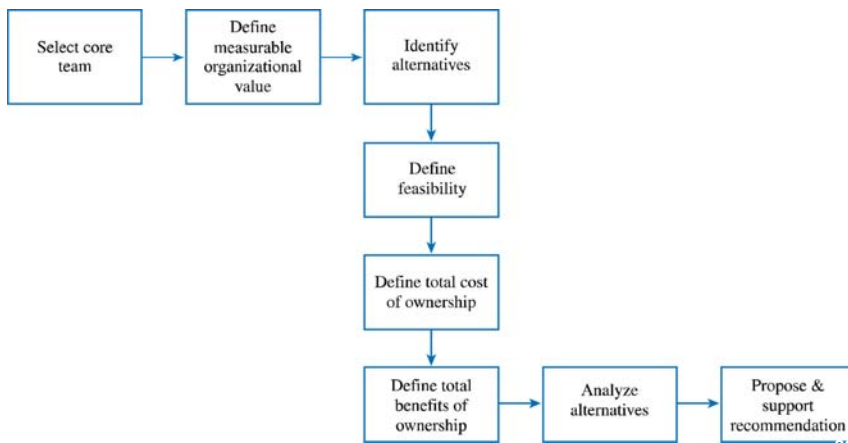 Select core
team
Define
measurable
organizational
value
Identify
alternatives
Define
feasibility
Define total cost
of ownership
Define total
benefits of
ownership
Analyze
alternatives
Propose &
support
recommendation